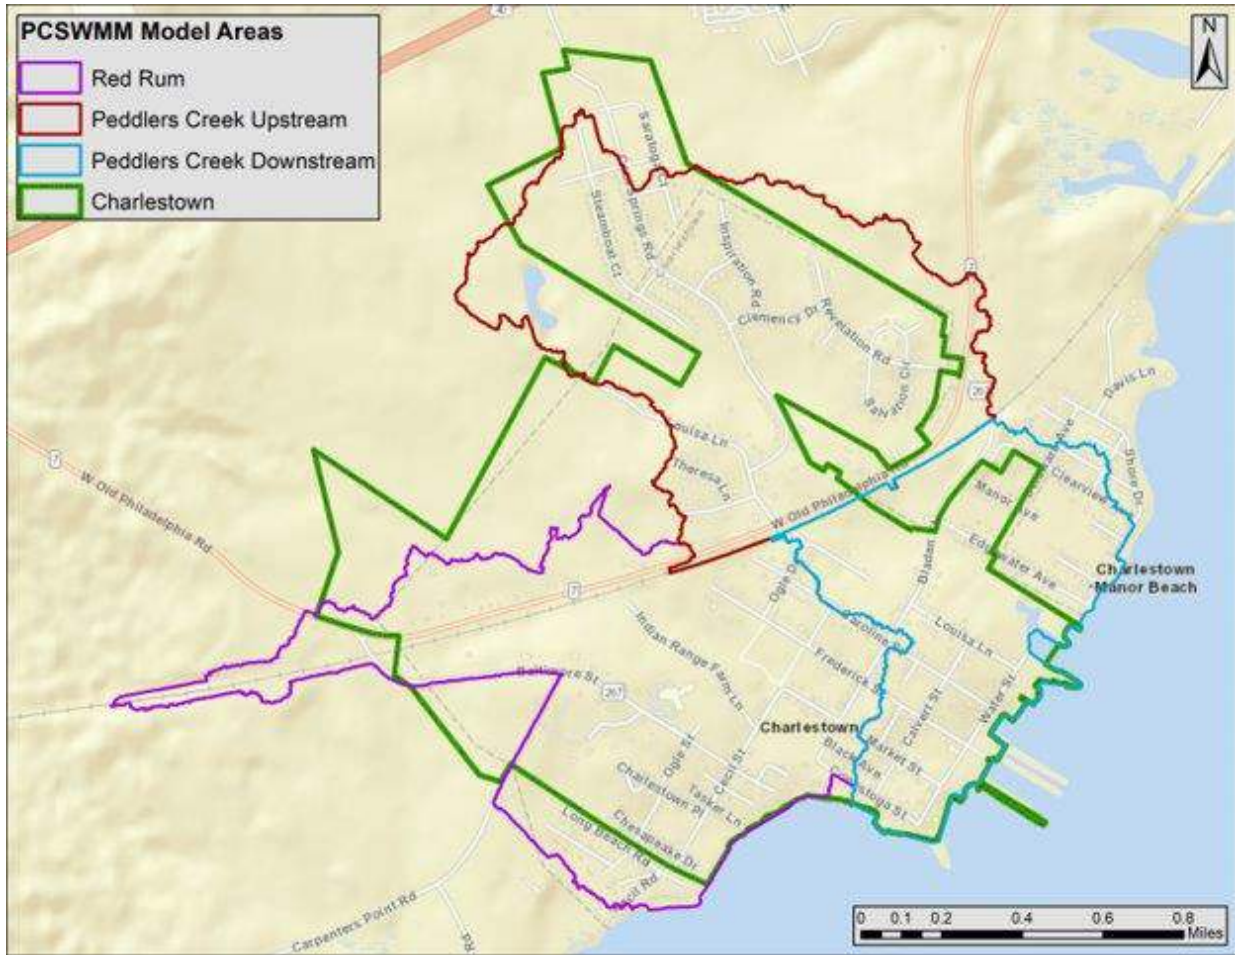 PCSWMM Model Areas
Red Rum
Peddlers Creek Upstream
Peddlers Creek Downstream
Charlestown
N
Saratoga Ct
Springs Rd
Steamboat Ct
Inspiration Rd
Clemency Dr
Revelation Rd
Salvation Cir
7
W Old Philadelphia Rd
Louisa Ln
Theresa Ln
W Old Philadelphia Rd
267
Davis Ln
Clearview
Shore Dr
Manor Ave
Edgewater Ave
Charlestown
Manor Beach
Bladen
Ogle D
7
Caroline
Louisa Ln
Indian Range Farm Ln
Frederick S
Baltimore St
267
Water St
Calvert St
Charlestown
Market St
Black Ave
Ogle St
Cecil St
Charlestown Pl
Tasker Ln
Conestoga St
Chesapeake Dr
Long Beach Rd
Cecil Rd
Carpenters Point Rd
Rd
0 0.1 0.2 0.4 0.6 0.8
Miles